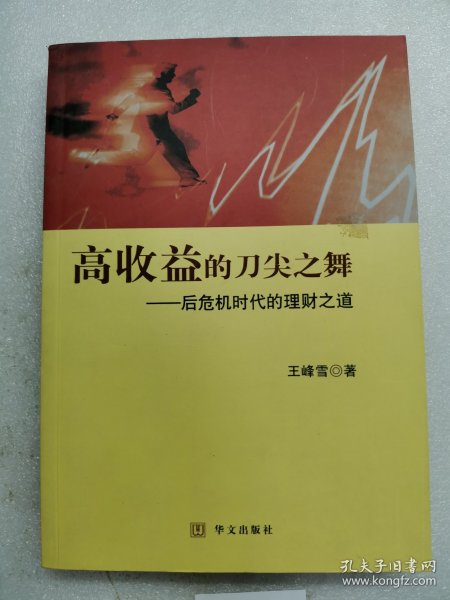 高收益的刀尖之舞
——后危机时代的理财之道
王峰雪◎著
华文出版社
孔夫子旧书网
www.kongfz.com